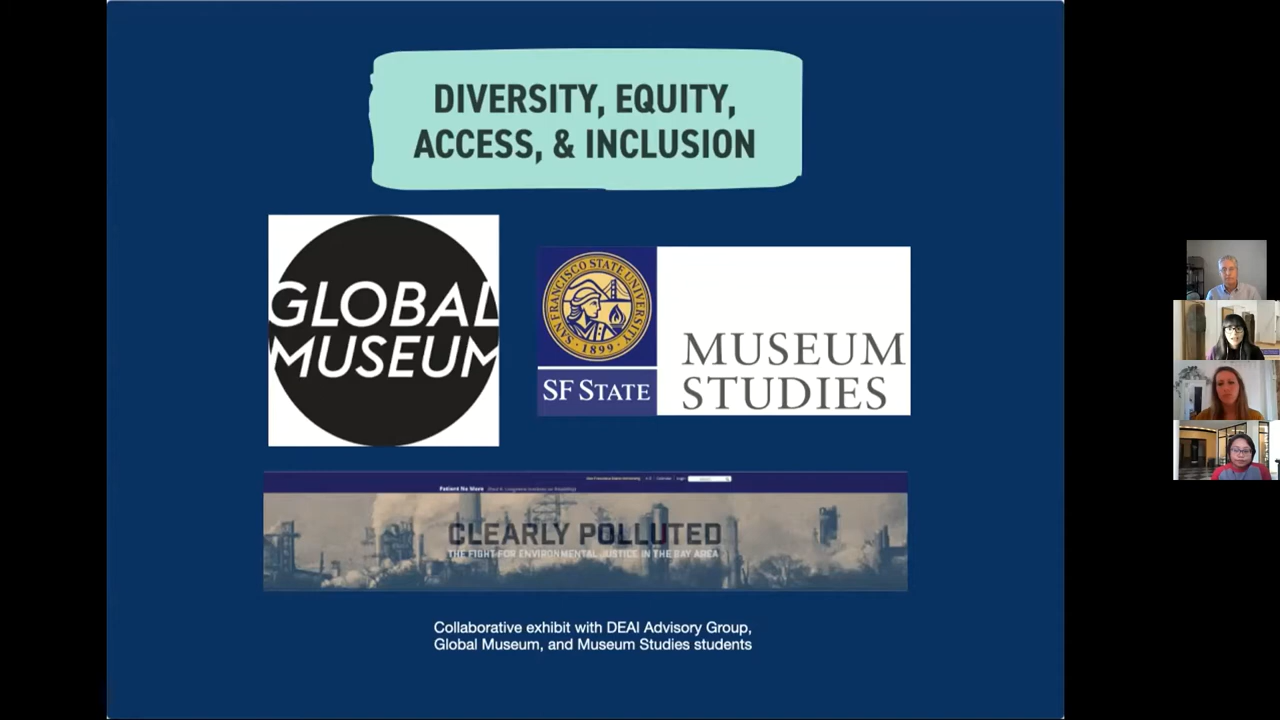 DIVERSITY, EQUITY,
ACCESS, & INCLUSION
GLOBAL
MUSEUM
SAN FRANCISCO STATE UNIVERSITY
1899
SF STATE
MUSEUM
STUDIES
Patient No More
CLEARLY POLLUTED
THE FIGHT FOR ENVIRONMENTAL JUSTICE IN THE BAY AREA
Collaborative exhibit with DEAI Advisory Group,
Global Museum, and Museum Studies students